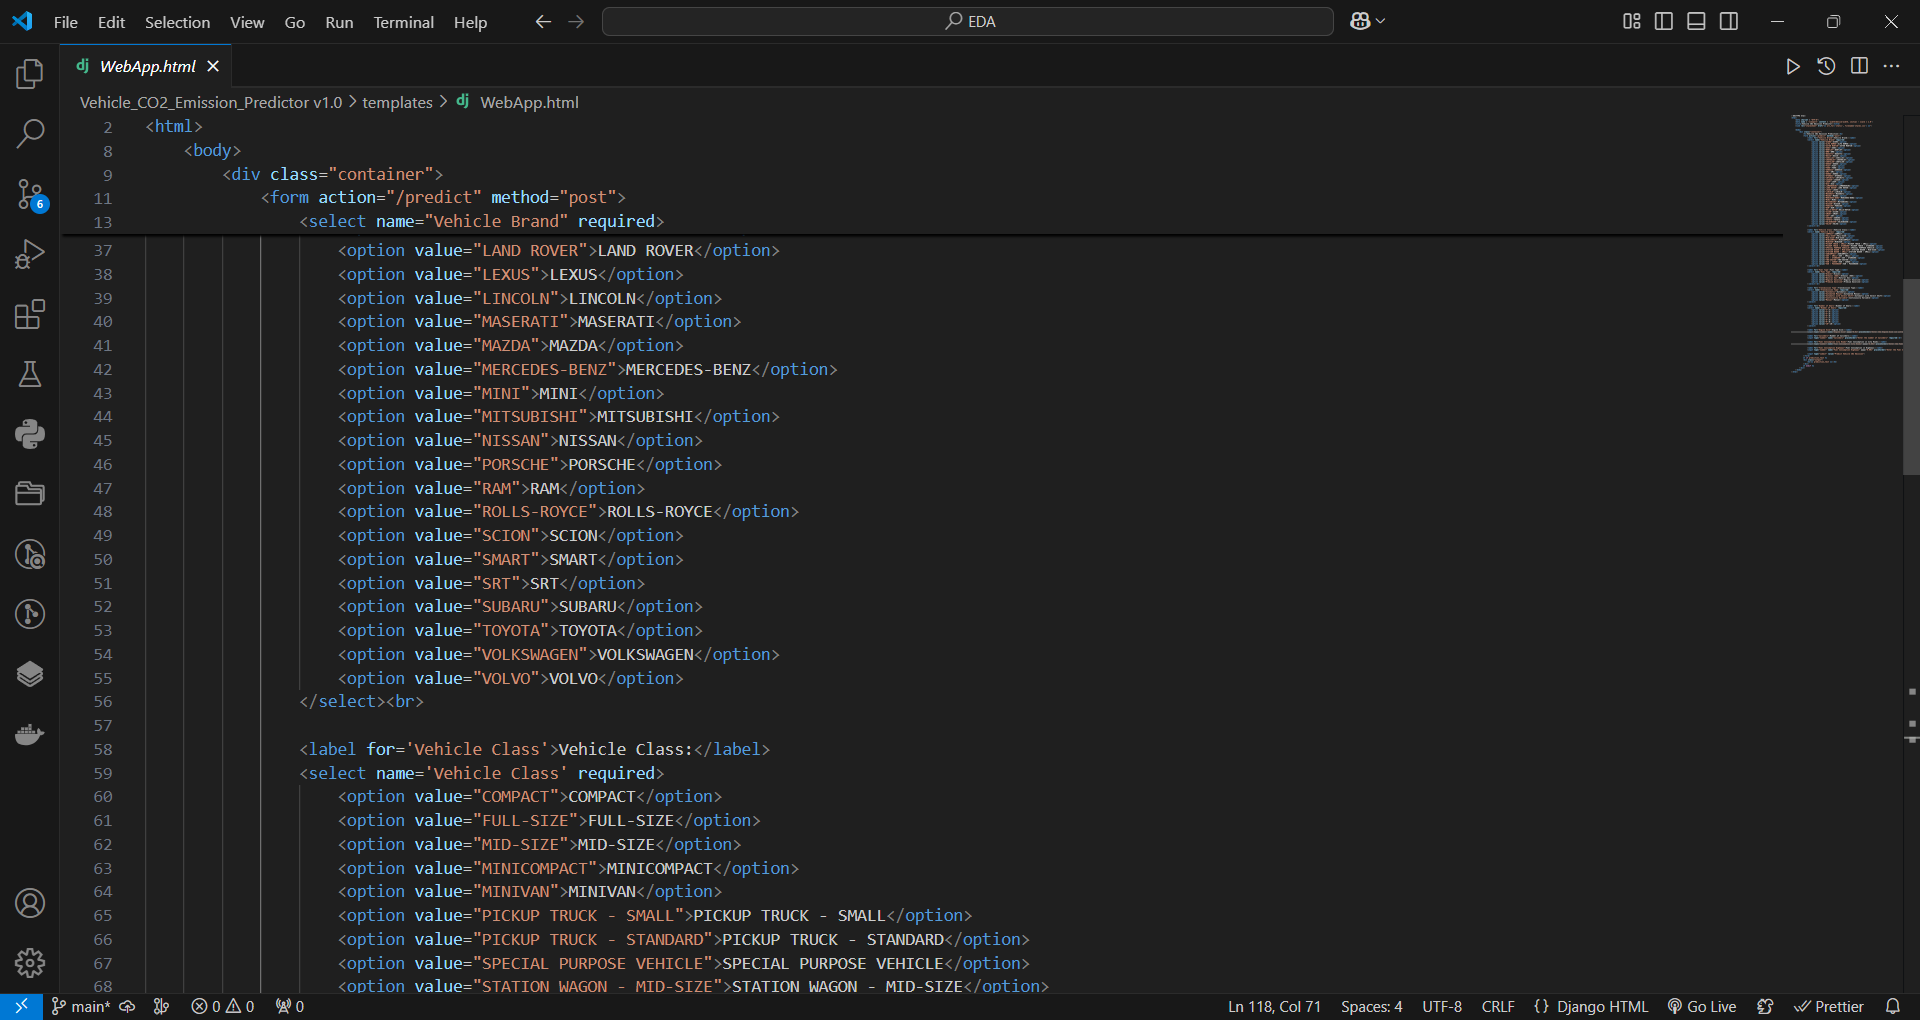 File Edit Selection View Go Run Terminal Help EDA
WebApp.html
Vehicle_CO2_Emission_Predictor v1.0 > templates > WebApp.html
2 <html>
8 <body>
9 <div class="container">
11 <form action="/predict" method="post">
13 <select name="Vehicle Brand" required>
37 <option value="LAND ROVER">LAND ROVER</option>
38 <option value="LEXUS">LEXUS</option>
39 <option value="LINCOLN">LINCOLN</option>
40 <option value="MASERATI">MASERATI</option>
41 <option value="MAZDA">MAZDA</option>
42 <option value="MERCEDES-BENZ">MERCEDES-BENZ</option>
43 <option value="MINI">MINI</option>
44 <option value="MITSUBISHI">MITSUBISHI</option>
45 <option value="NISSAN">NISSAN</option>
46 <option value="PORSCHE">PORSCHE</option>
47 <option value="RAM">RAM</option>
48 <option value="ROLLS-ROYCE">ROLLS-ROYCE</option>
49 <option value="SCION">SCION</option>
50 <option value="SMART">SMART</option>
51 <option value="SRT">SRT</option>
52 <option value="SUBARU">SUBARU</option>
53 <option value="TOYOTA">TOYOTA</option>
54 <option value="VOLKSWAGEN">VOLKSWAGEN</option>
55 <option value="VOLVO">VOLVO</option>
56 </select><br>
57
58 <label for='Vehicle Class'>Vehicle Class:</label>
59 <select name='Vehicle Class' required>
60 <option value="COMPACT">COMPACT</option>
61 <option value="FULL-SIZE">FULL-SIZE</option>
62 <option value="MID-SIZE">MID-SIZE</option>
63 <option value="MINICOMPACT">MINICOMPACT</option>
64 <option value="MINIVAN">MINIVAN</option>
65 <option value="PICKUP TRUCK - SMALL">PICKUP TRUCK - SMALL</option>
66 <option value="PICKUP TRUCK - STANDARD">PICKUP TRUCK - STANDARD</option>
67 <option value="SPECIAL PURPOSE VEHICLE">SPECIAL PURPOSE VEHICLE</option>
68 <option value="STATION WAGON - MID-SIZE">STATION WAGON - MID-SIZE</option>
6
main* 0 0 0 Ln 118, Col 71 Spaces: 4 UTF-8 CRLF {} Django HTML Go Live Prettier